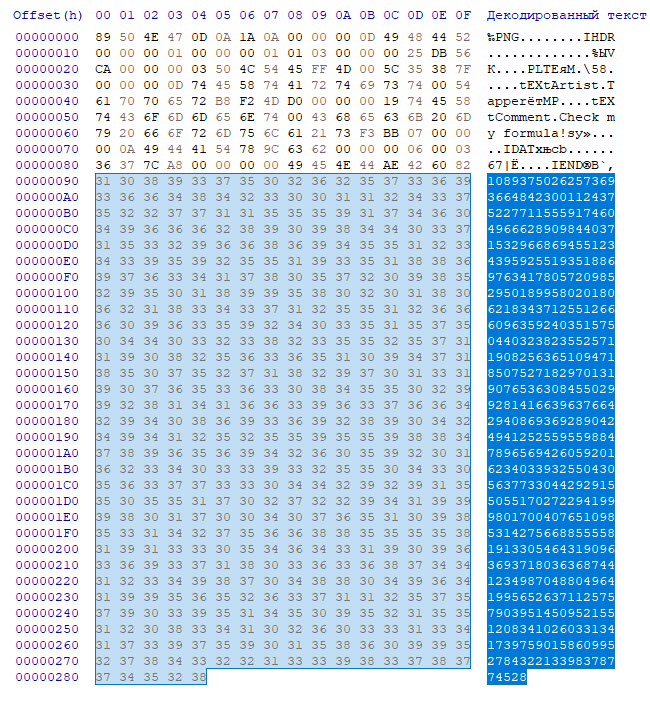 Offset(h) 00 01 02 03 04 05 06 07 08 09 0A 0B 0C 0D 0E 0F Декодированный текст
00000000 89 50 4E 47 0D 0A 1A 0A 00 00 00 0D 49 48 44 52 ‰PNG........IHDR
00000010 00 00 00 01 00 00 00 01 01 03 00 00 00 25 DB 56 .............%ЫV
00000020 CA 00 00 00 03 50 4C 54 45 FF 4D 00 5C 35 38 7F К....PLTEяM.\58.
00000030 00 00 00 0D 74 45 58 74 41 72 74 69 73 74 00 54 ....tEXtArtist.T
00000040 61 70 70 65 72 B8 F2 4D D0 00 00 00 19 74 45 58 apperётMР....tEX
00000050 74 43 6F 6D 6D 65 6E 74 00 43 68 65 63 6B 20 6D tComment.Check m
00000060 79 20 66 6F 72 6D 75 6C 61 21 73 F3 BB 07 00 00 y formula!sу»...
00000070 00 0A 49 44 41 54 78 9C 63 62 00 00 00 06 00 03 ..IDATxњcb......
00000080 36 37 7C A8 00 00 00 00 49 45 4E 44 AE 42 60 82 67|Ё....IEND®B`‚
00000090 31 30 38 39 33 37 35 30 32 36 32 35 37 33 36 39 1089375026257369
000000A0 33 36 36 34 38 34 32 33 30 30 31 31 32 34 33 37 3664842300112437
000000B0 35 32 32 37 37 31 31 35 35 35 39 31 37 34 36 30 5227711555917460
000000C0 34 39 36 36 36 32 38 39 30 39 38 34 34 30 33 37 4966628909844037
000000D0 31 35 33 32 39 36 36 38 36 39 34 35 35 31 32 33 1532966869455123
000000E0 34 33 39 35 39 32 35 35 31 39 33 35 31 38 38 36 4395925519351886
000000F0 39 37 36 33 34 31 37 38 30 35 37 32 30 39 38 35 9763417805720985
00000100 32 39 35 30 31 38 39 39 35 38 30 32 30 31 38 30 2950189958020180
00000110 36 32 31 38 33 34 33 37 31 32 35 35 31 32 36 36 6218343712551266
00000120 36 30 39 36 33 35 39 32 34 30 33 35 31 35 37 35 6096359240351575
00000130 30 34 34 30 33 32 33 38 32 33 35 35 32 35 37 31 0440323823552571
00000140 31 39 30 38 32 35 36 33 36 35 31 30 39 34 37 31 1908256365109471
00000150 38 35 30 37 35 32 37 31 38 32 39 37 30 31 33 31 8507527182970131
00000160 39 30 37 36 35 33 36 33 30 38 34 35 35 30 32 39 9076536308455029
00000170 39 32 38 31 34 31 36 36 33 39 36 33 37 36 36 34 9281416639637664
00000180 32 39 34 30 38 36 39 33 36 39 32 38 39 30 34 32 2940869369289042
00000190 34 39 34 31 32 35 32 35 35 39 35 35 39 38 38 34 4941252559559884
000001A0 37 38 39 36 35 36 39 34 32 36 30 35 39 32 30 31 7896569426059201
000001B0 36 32 33 34 30 33 33 39 33 32 35 35 30 34 33 30 6234033932550430
000001C0 35 36 33 37 37 33 33 30 34 34 32 39 32 39 31 35 5637733044292915
000001D0 35 30 35 35 31 37 30 32 37 32 32 39 34 31 39 39 5055170272294199
000001E0 39 38 30 31 37 30 30 34 30 37 36 35 31 30 39 38 9801700407651098
000001F0 35 33 31 34 32 37 35 36 36 38 38 35 35 35 35 38 5314275668855558
00000200 31 39 31 33 33 30 35 34 36 34 33 31 39 30 39 36 1913305464319096
00000210 33 36 39 33 37 31 38 30 33 36 33 36 38 37 34 34 3693718036368744
00000220 31 32 33 34 39 38 37 30 34 38 38 30 34 39 36 34 1234987048804964
00000230 31 39 39 35 36 35 32 36 33 37 31 31 32 35 37 35 1995652637112575
00000240 37 39 30 33 39 35 31 34 35 30 39 35 32 31 35 35 7903951450952155
00000250 31 32 30 38 33 34 31 30 32 36 30 33 33 31 33 34 1208341026033134
00000260 31 37 33 39 37 35 39 30 31 35 38 36 30 39 39 35 1739759015860995
00000270 32 37 38 34 33 32 32 31 33 33 39 38 33 37 38 37 2784322133983787
00000280 37 34 35 32 38 74528